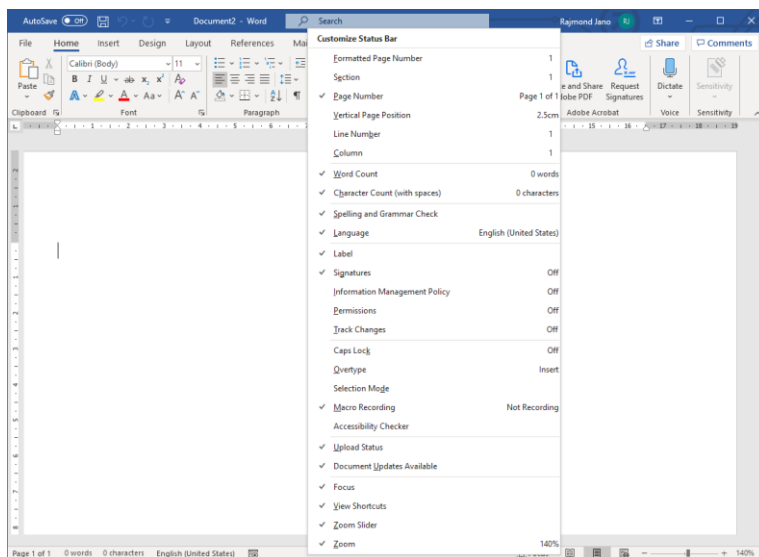 AutoSave Off Document2 - Word Search Rajmond Jano RJ
File Home Insert Design Layout References Share Comments
Calibri (Body) 11
Paste
B I U ab x₂ x²
A A A Aa A A
Request
Signatures
Dictate
Sensitivity
Clipboard Font Paragraph Adobe Acrobat Voice Sensitivity
Customize Status Bar
Formatted Page Number 1
Section 1
Page Number Page 1 of 1
Vertical Page Position 2,5cm
Line Number 1
Column 1
Word Count 0 words
Character Count (with spaces) 0 characters
Spelling and Grammar Check
Language English (United States)
Label
Signatures Off
Information Management Policy Off
Permissions Off
Track Changes Off
Caps Lock Off
Overtype Insert
Selection Mode
Macro Recording Not Recording
Accessibility Checker
Upload Status
Document Updates Available
Focus
View Shortcuts
Zoom Slider
Zoom 140%
Page 1 of 1 0 words 0 characters English (United States) 140%